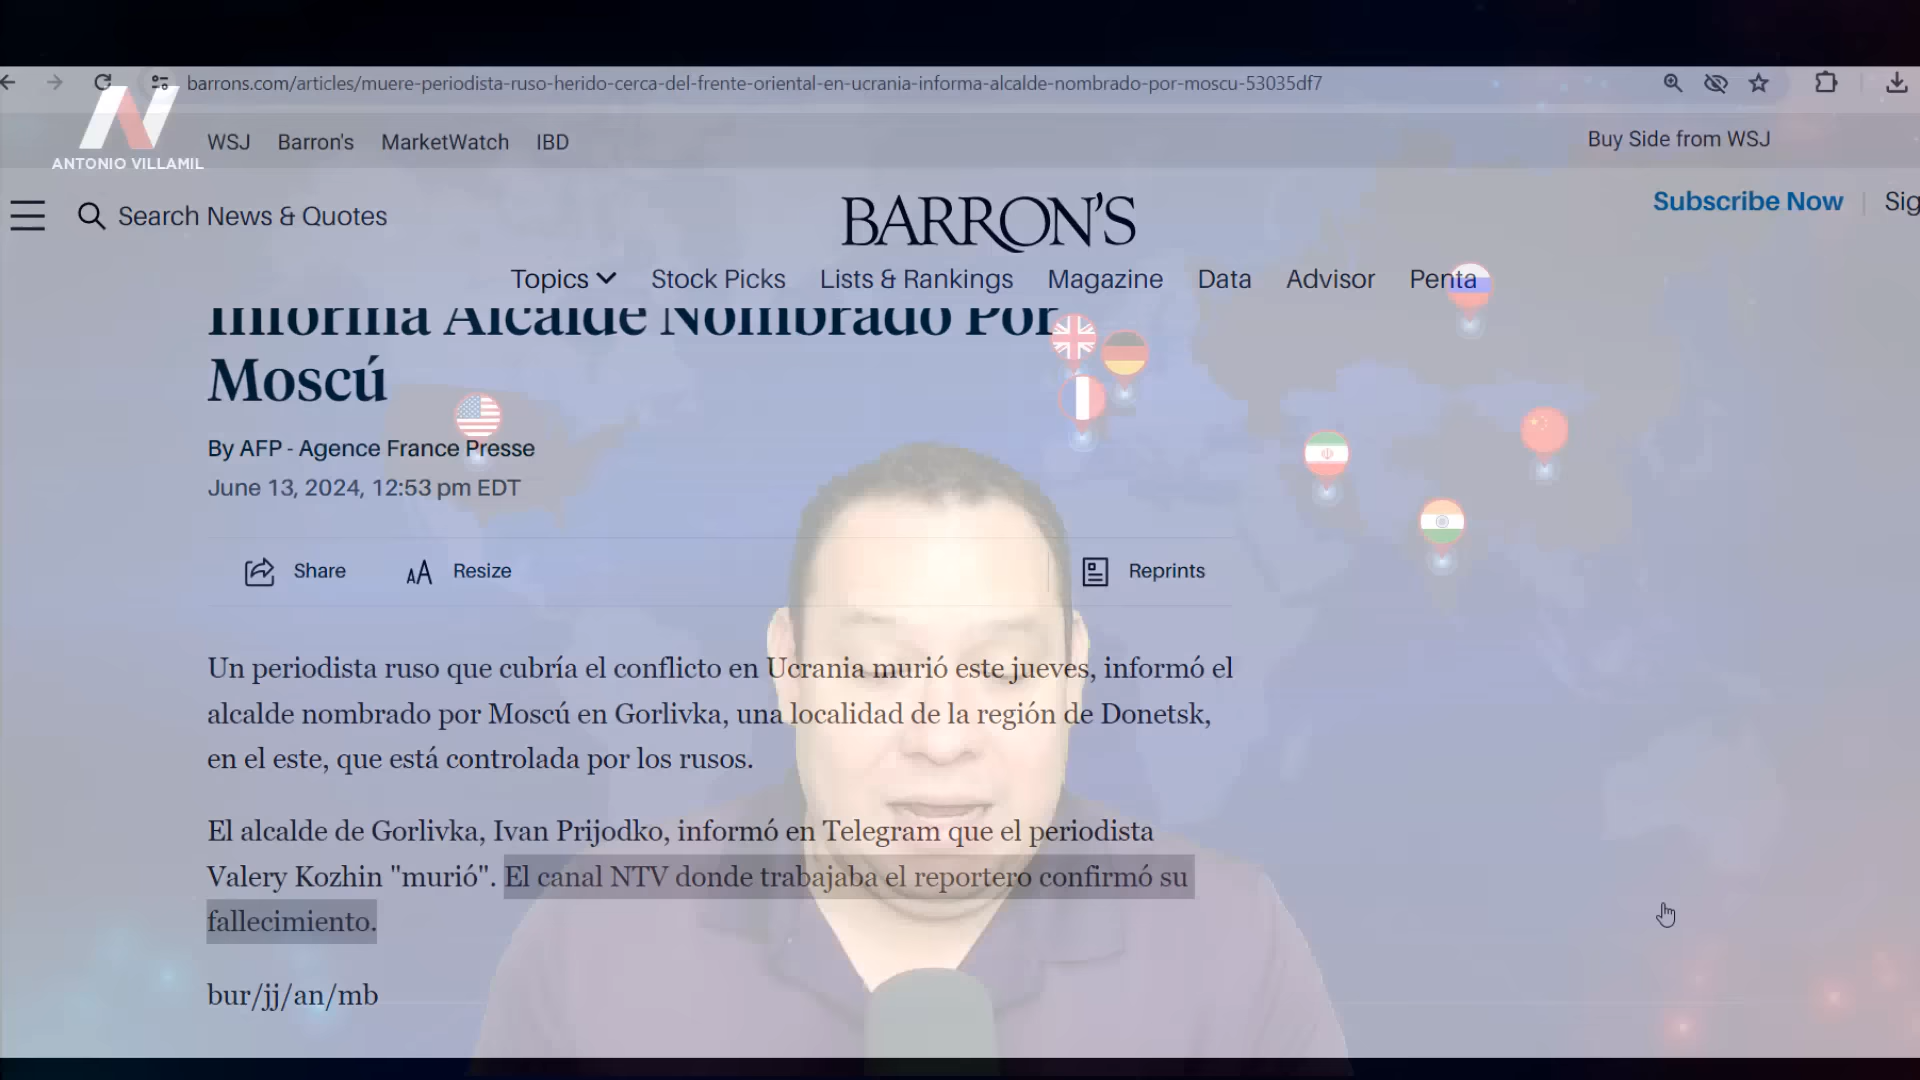 barrons.com/articles/muere-periodista-ruso-herido-cerca-del-frente-oriental-en-ucrania-informa-alcalde-nombrado-por-moscu-53035df7
ANTONIO VILLAMIL
WSJ Barron's MarketWatch IBD
Buy Side from WSJ
Search News & Quotes
BARRON'S
Subscribe Now
Sig
Topics Stock Picks Lists & Rankings Magazine Data Advisor Penta
Informa Alcalde Nombrado Por
Moscú
By AFP - Agence France Presse
June 13, 2024, 12:53 pm EDT
Share AA Resize Reprints
Un periodista ruso que cubría el conflicto en Ucrania murió este jueves, informó el
alcalde nombrado por Moscú en Gorlivka, una localidad de la región de Donetsk,
en el este, que está controlada por los rusos.
El alcalde de Gorlivka, Ivan Prijodko, informó en Telegram que el periodista
Valery Kozhin "murió". El canal NTV donde trabajaba el reportero confirmó su
fallecimiento.
bur/jj/an/mb